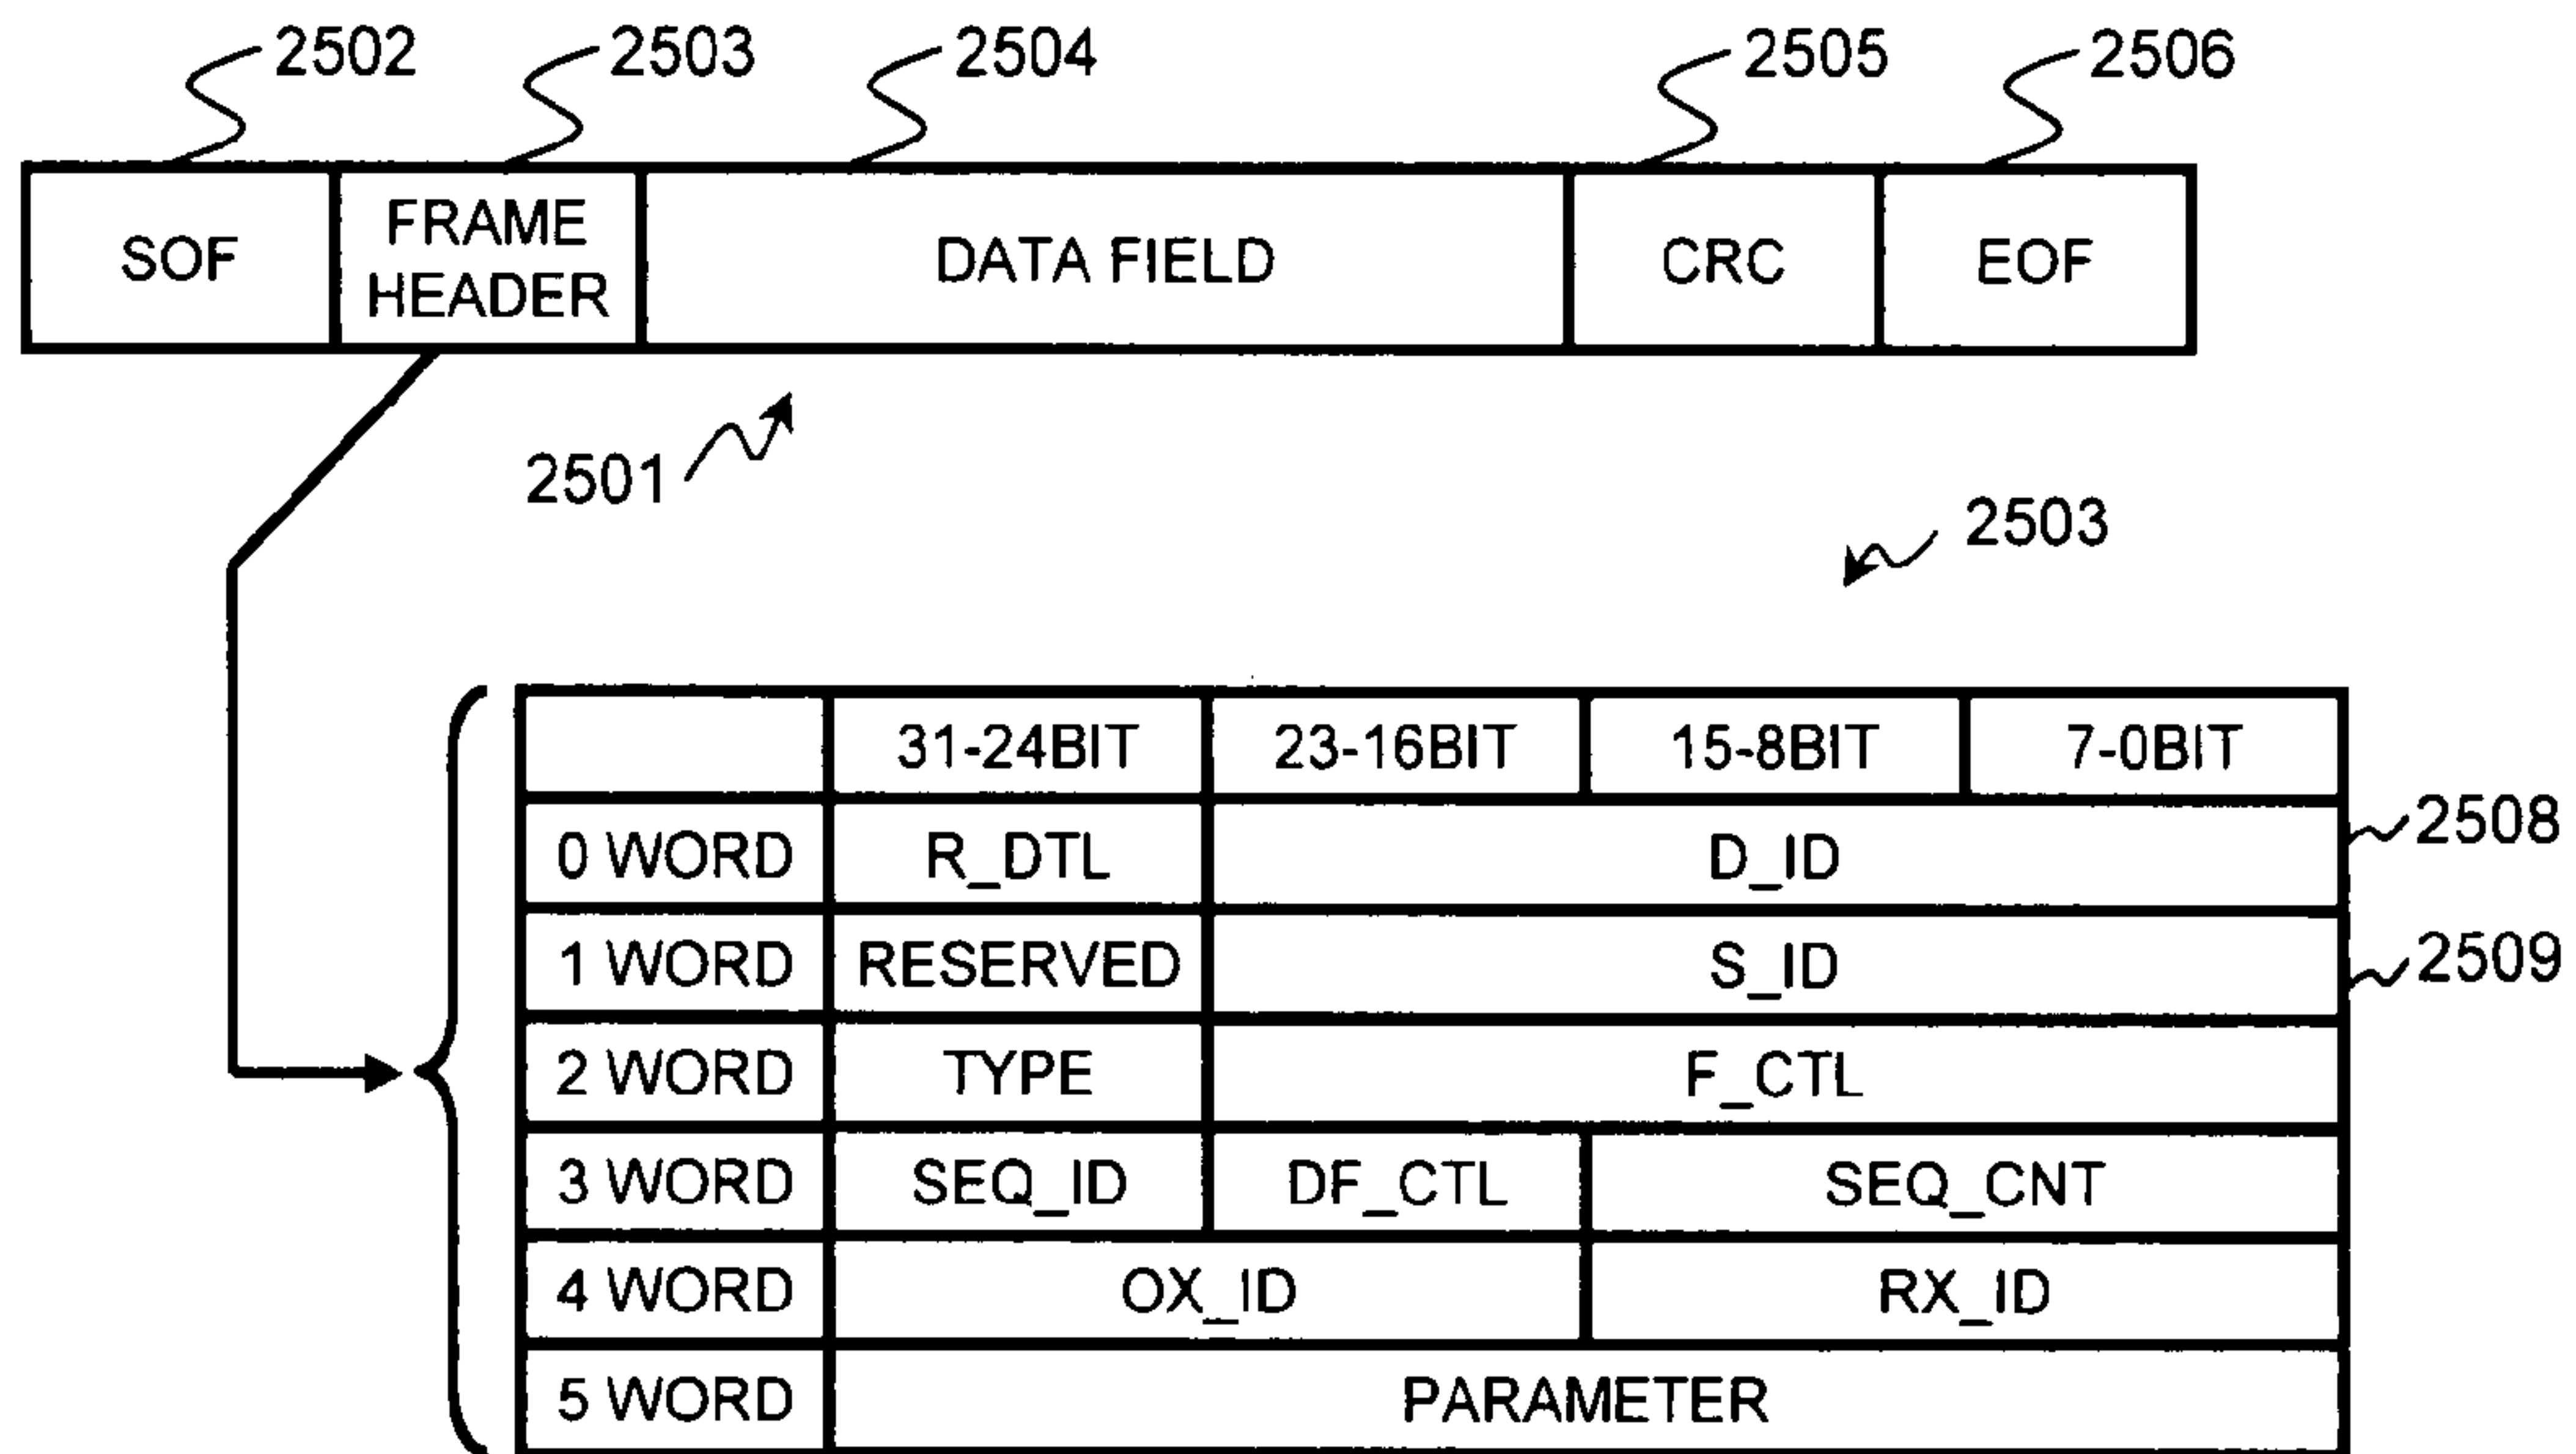 2502 2503 2504 2505 2506
SOF FRAME HEADER DATA FIELD CRC EOF
2501
2503
31-24BIT 23-16BIT 15-8BIT 7-0BIT
0 WORD R_DTL D_ID 2508
1 WORD RESERVED S_ID 2509
2 WORD TYPE F_CTL
3 WORD SEQ_ID DF_CTL SEQ_CNT
4 WORD OX_ID RX_ID
5 WORD PARAMETER